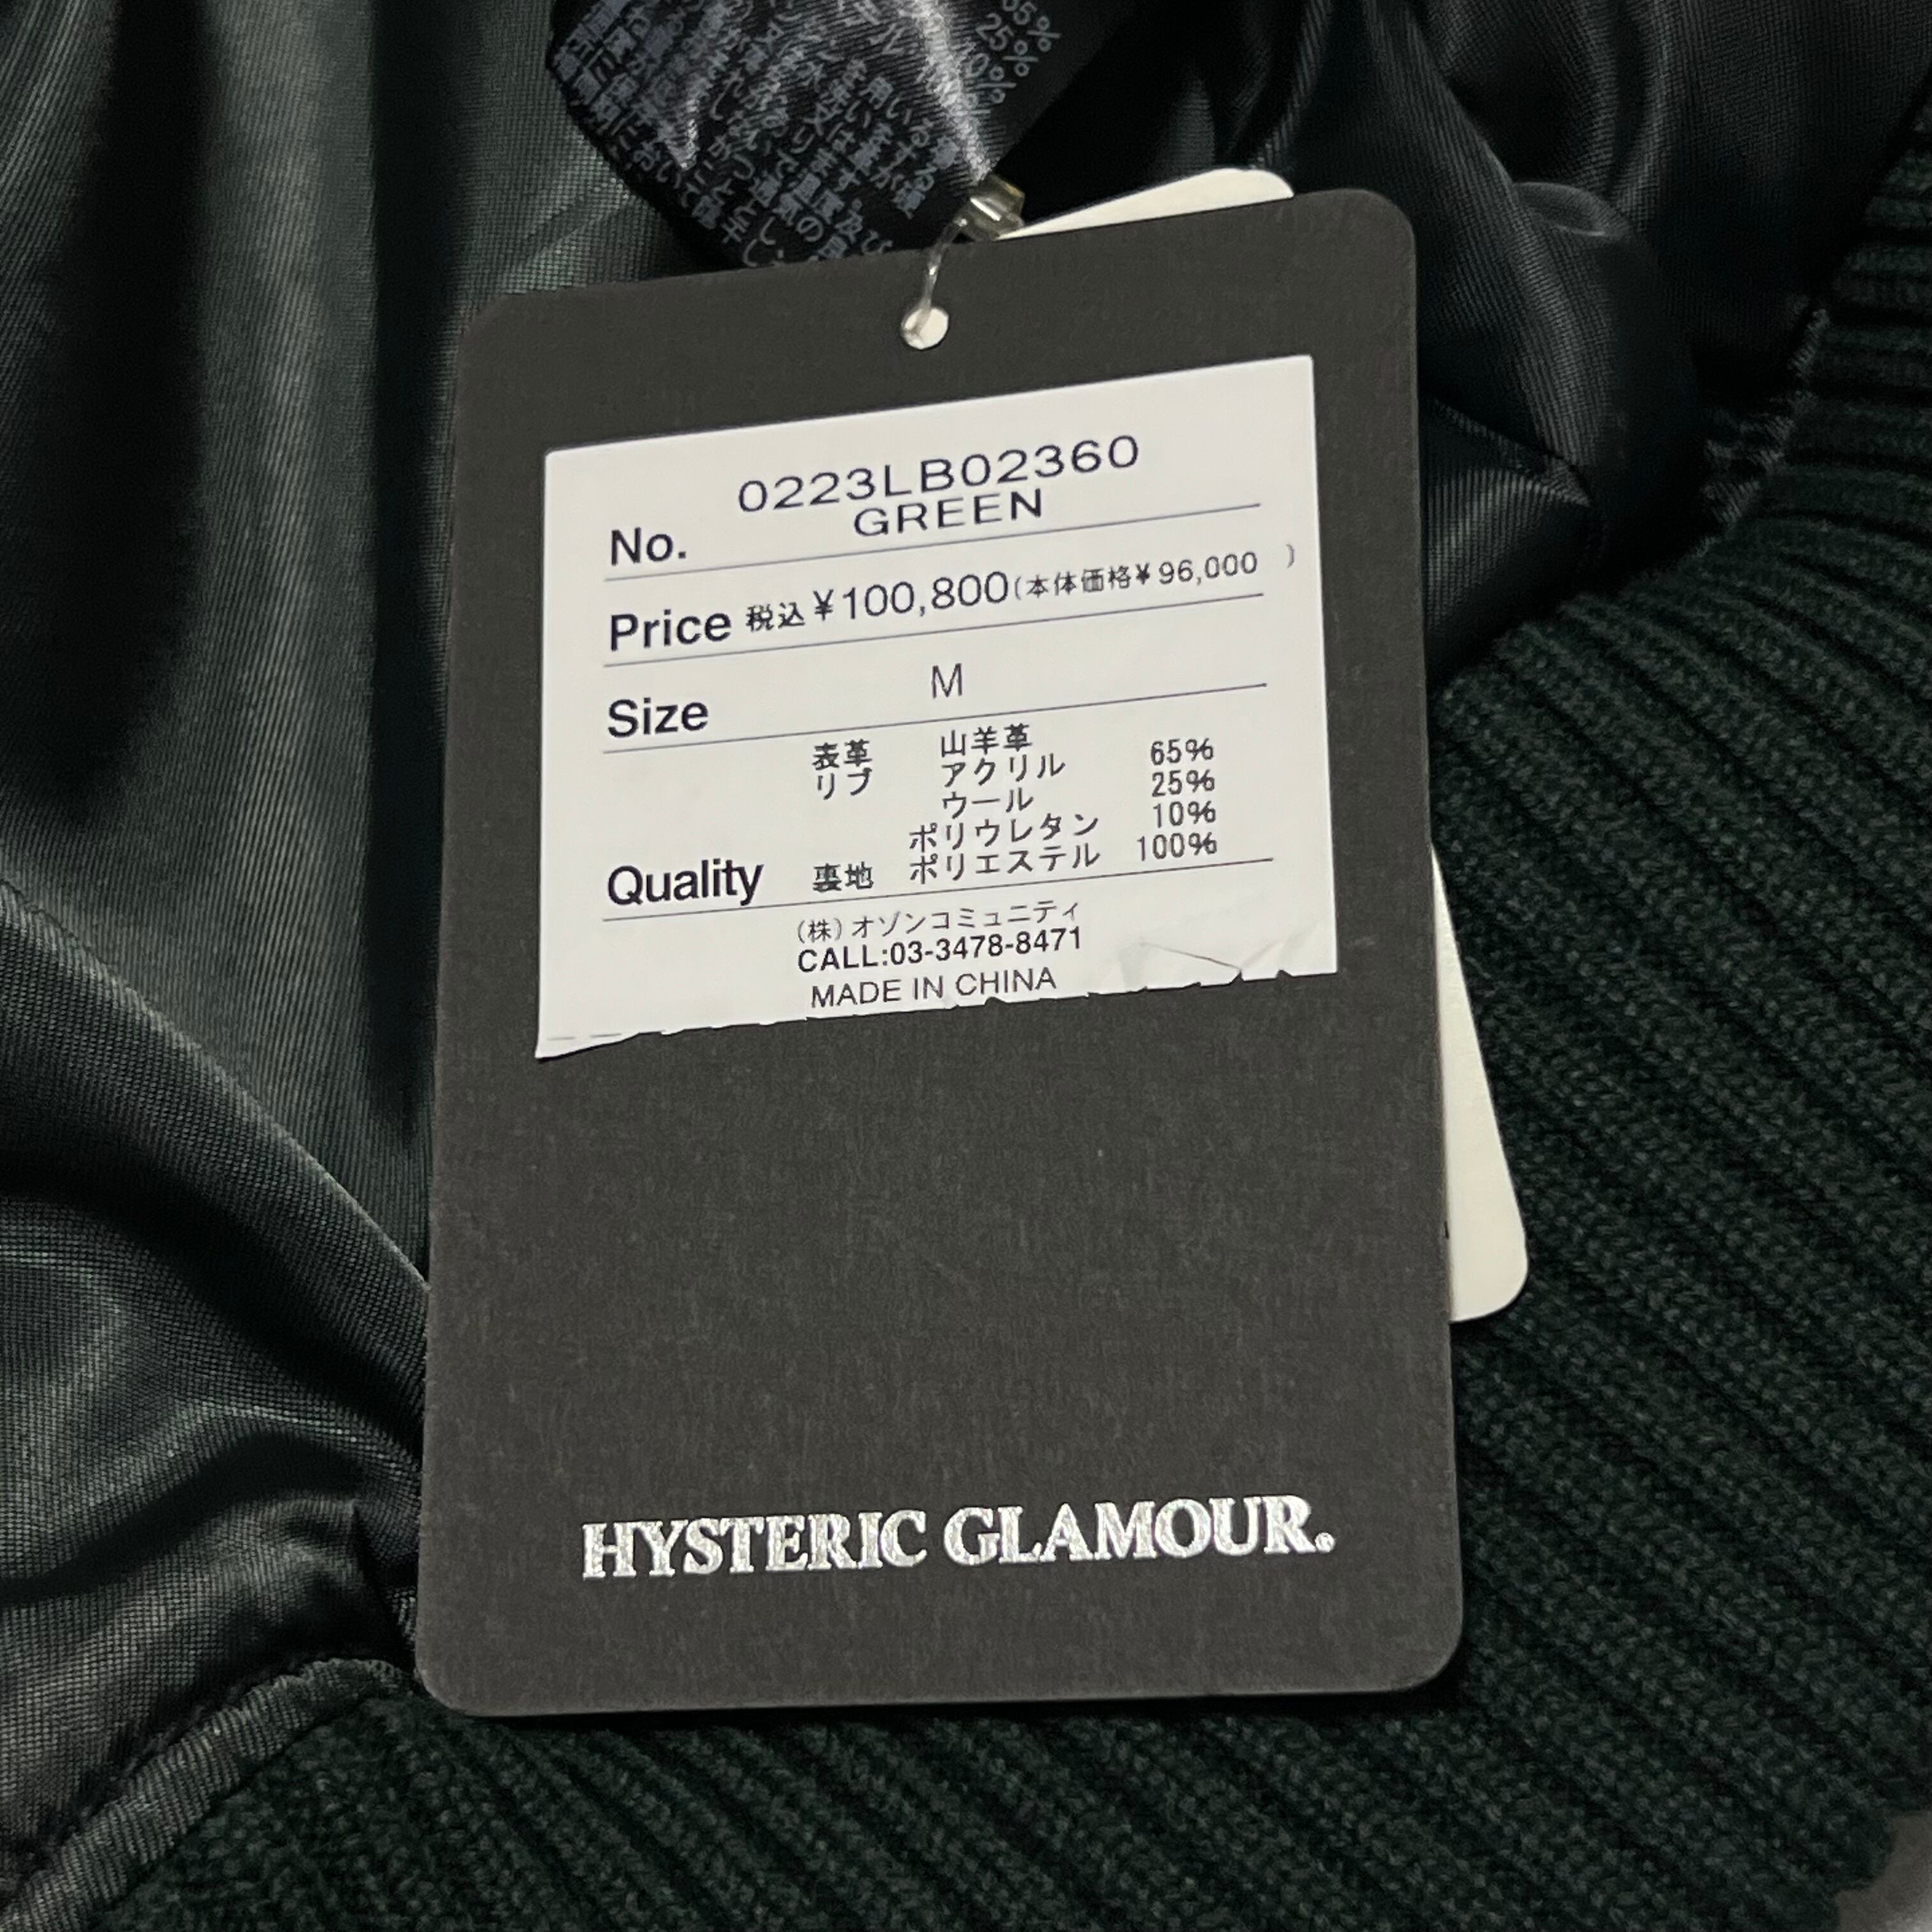 65%
25%
10%
No. 0223LB02360
GREEN
Price 税込 ¥100,800(本体価格¥96,000 )
Size M
表革 山羊革
リブ アクリル 65%
ウール 25%
ポリウレタン 10%
Quality 裏地 ポリエステル 100%
(株)オゾンコミュニティ
CALL:03-3478-8471
MADE IN CHINA
HYSTERIC GLAMOUR.